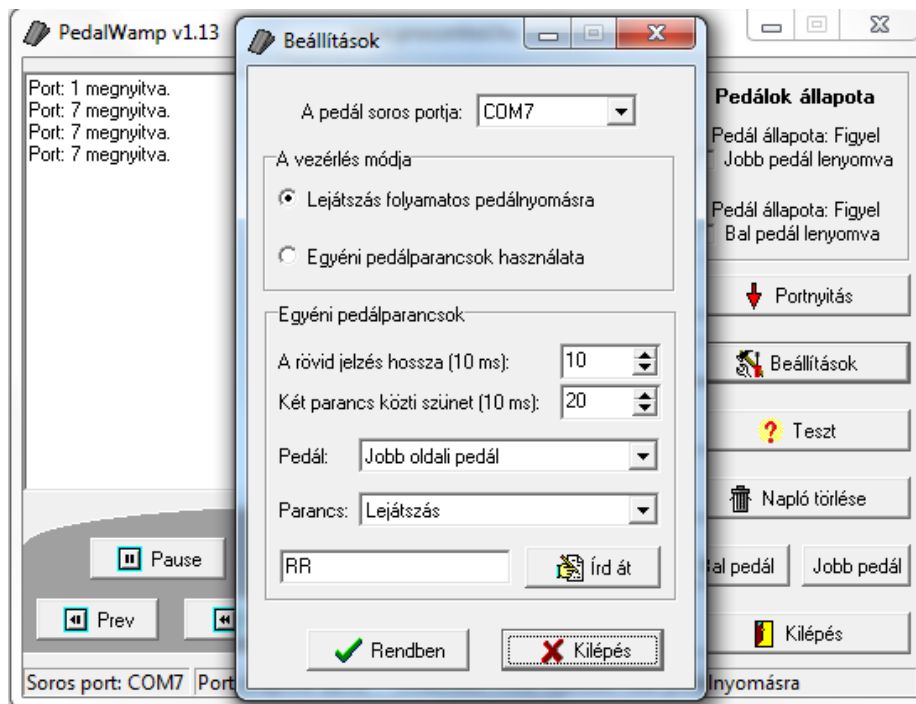 PedalWamp v1.13
Port: 1 megnyitva.
Port: 7 megnyitva.
Port: 7 megnyitva.
Port: 7 megnyitva.
Pause
Prev
Soros port: COM7
Port
Beállítások
A pedál soros portja: COM7
A vezérlés módja
Lejátszás folyamatos pedálnyomásra
Egyéni pedálparancsok használata
Egyéni pedálparancsok
A rövid jelzés hossza (10 ms): 10
Két parancs közti szünet (10 ms): 20
Pedál: Jobb oldali pedál
Parancs: Lejátszás
RR Írd át
Rendben Kilépés
Pedálok állapota
Pedál állapota: Figyel
Jobb pedál lenyomva
Pedál állapota: Figyel
Bal pedál lenyomva
Portnyitás
Beállítások
Teszt
Napló törlése
al pedál Jobb pedál
Kilépés
lnyomásra